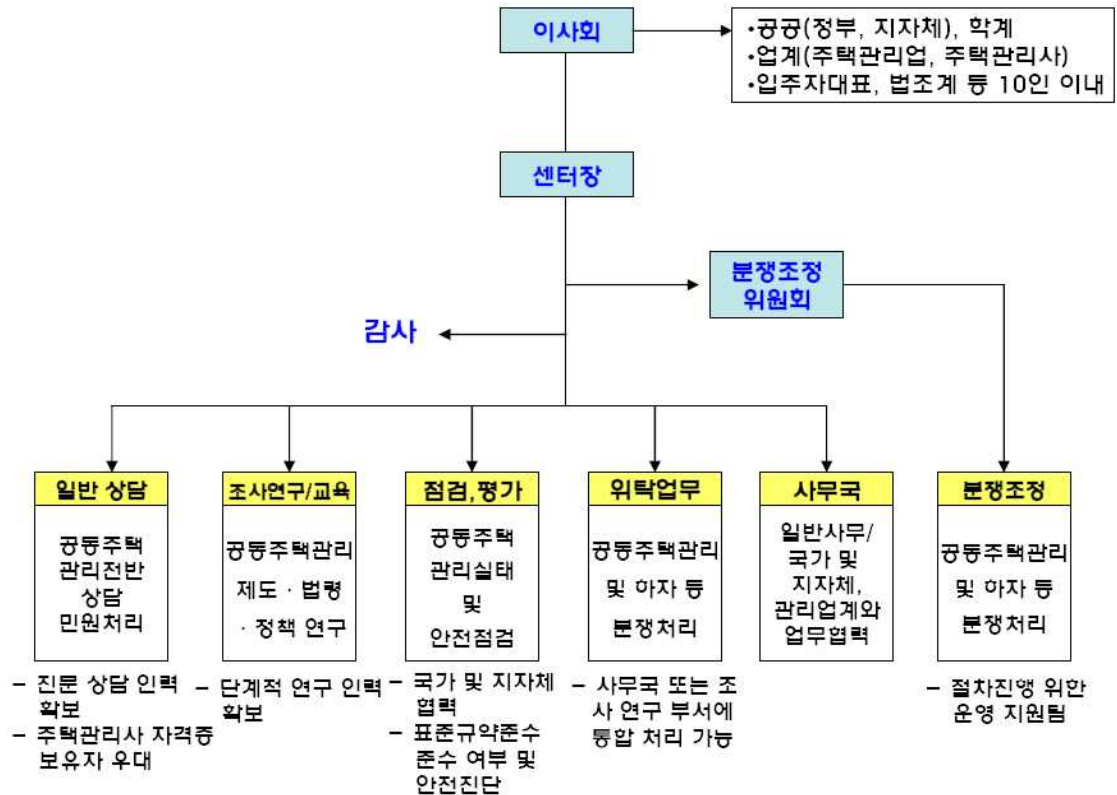 이사회
•공공(정부, 지자체), 학계
•업계(주택관리업, 주택관리사)
•입주자대표, 법조계 등 10인 이내
센터장
분쟁조정
위원회
감사
일반 상담
공동주택
관리전반
상담
민원처리
– 진문 상담 인력
확보
– 주택관리사 자격증
보유자 우대
조사연구/교육
공동주택관리
제도 · 법령
· 정책 연구
– 단계적 연구 인력
확보
점검,평가
공동주택
관리실태
및
안전점검
– 국가 및 지자체
협력
– 표준규약준수
준수 여부 및
안전진단
위탁업무
공동주택관리
및 하자 등
분쟁처리
– 사무국 또는 조
사 연구 부서에
통합 처리 가능
사무국
일반사무/
국가 및
지자체,
관리업계와
업무협력
분쟁조정
공동주택관리
및 하자 등
분쟁처리
– 절차진행 위한
운영 지원팀